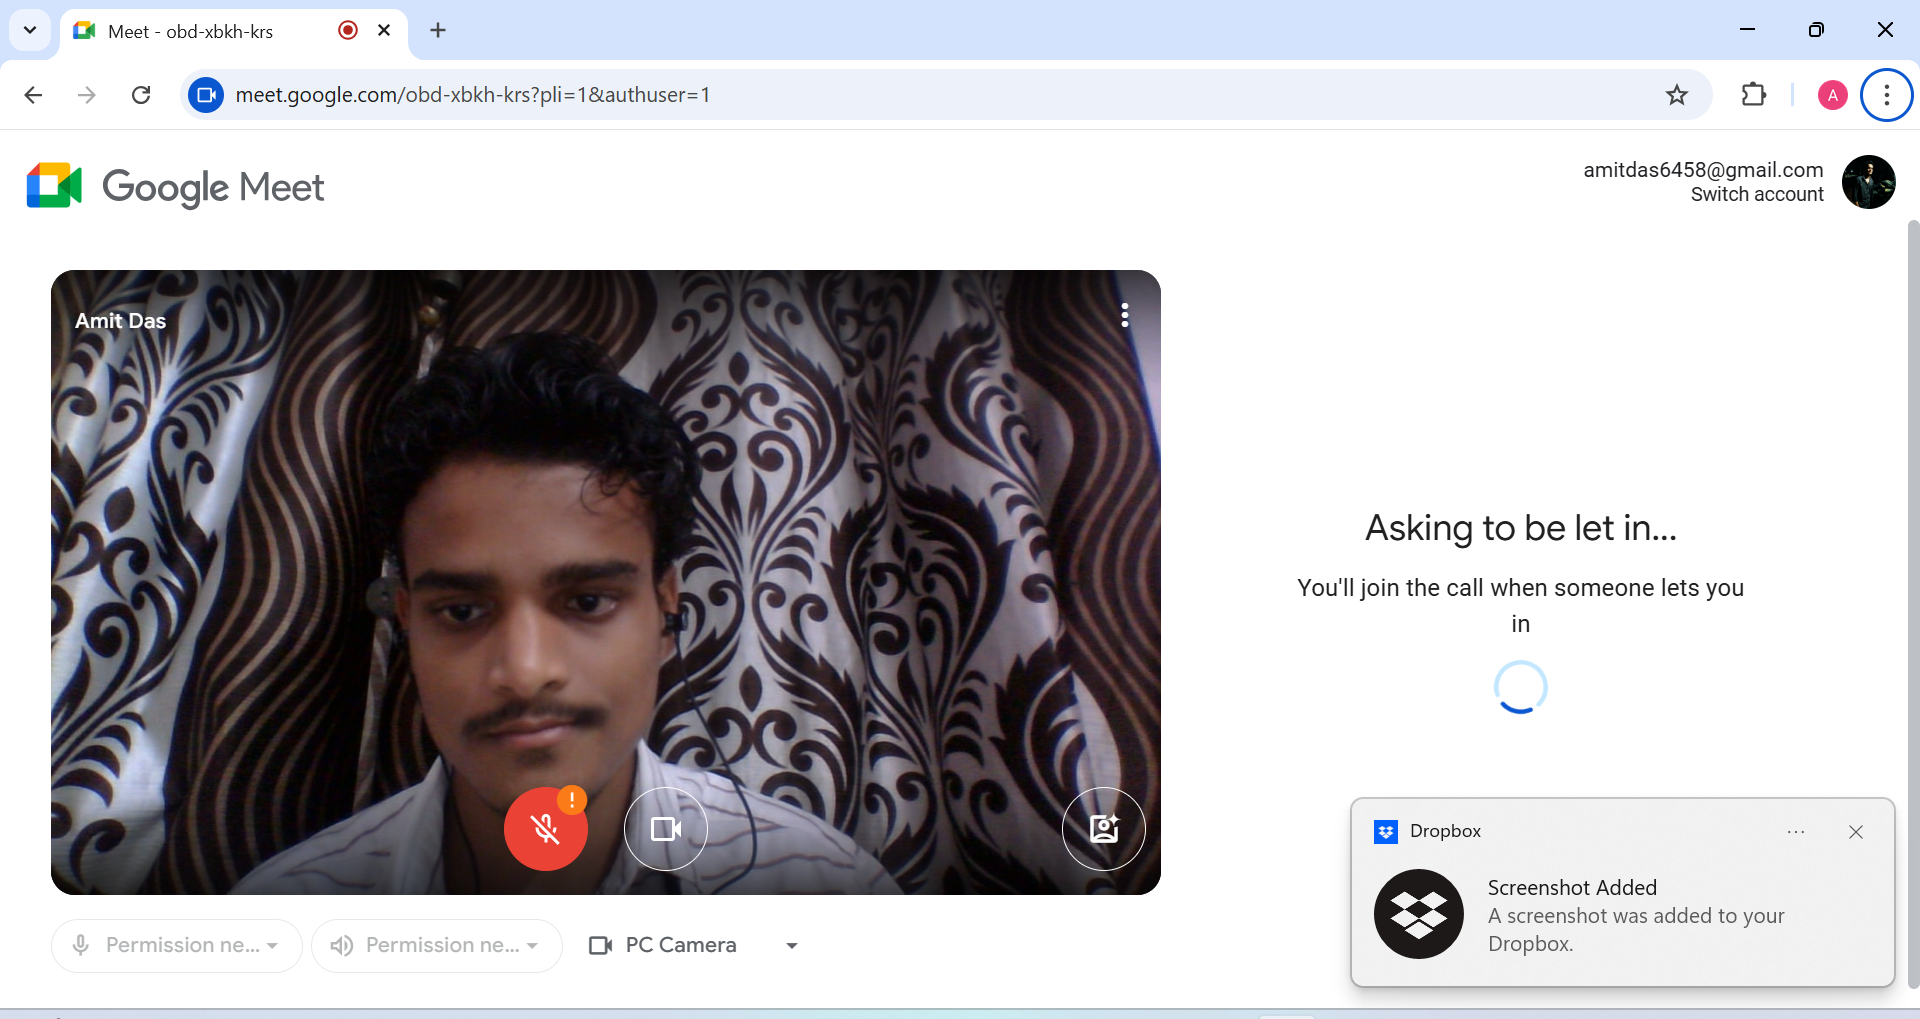 Meet - obd-xbkh-krs
meet.google.com/obd-xbkh-krs?pli=1&authuser=1
A
Google Meet
amitdas6458@gmail.com
Switch account
Amit Das
Asking to be let in...
You'll join the call when someone lets you
in
Dropbox
Screenshot Added
A screenshot was added to your
Dropbox.
Permission ne...
Permission ne...
PC Camera